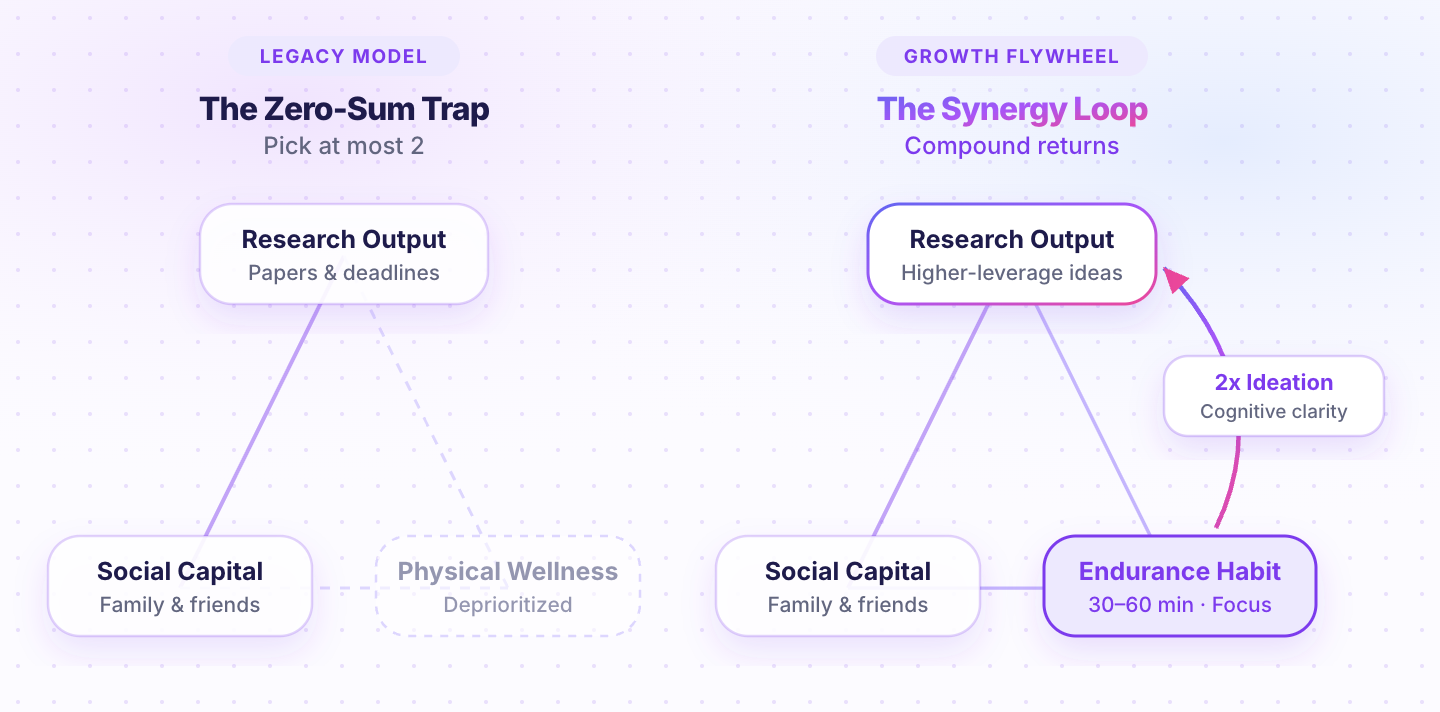 LEGACY MODEL
The Zero-Sum Trap
Pick at most 2
Research Output
Papers & deadlines
Social Capital
Family & friends
Physical Wellness
Deprioritized
GROWTH FLYWHEEL
The Synergy Loop
Compound returns
Research Output
Higher-leverage ideas
2x Ideation
Cognitive clarity
Social Capital
Family & friends
Endurance Habit
30–60 min · Focus